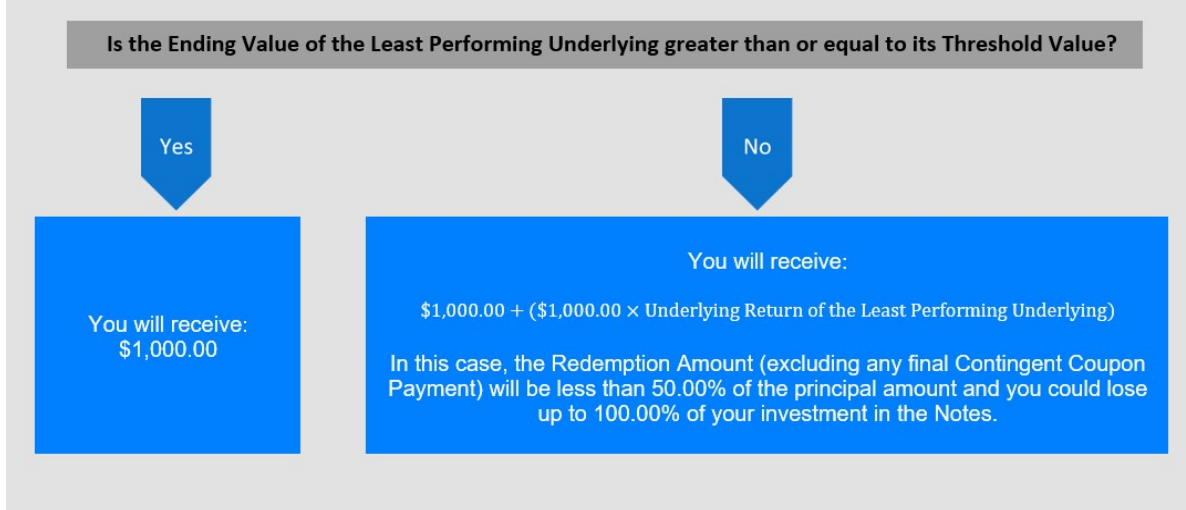 Is the Ending Value of the Least Performing Underlying greater than or equal to its Threshold Value?
Yes
No
You will receive:
$1,000.00
You will receive:
$1,000.00 + ($1,000.00 × Underlying Return of the Least Performing Underlying)
In this case, the Redemption Amount (excluding any final Contingent Coupon
Payment) will be less than 50.00% of the principal amount and you could lose
up to 100.00% of your investment in the Notes.